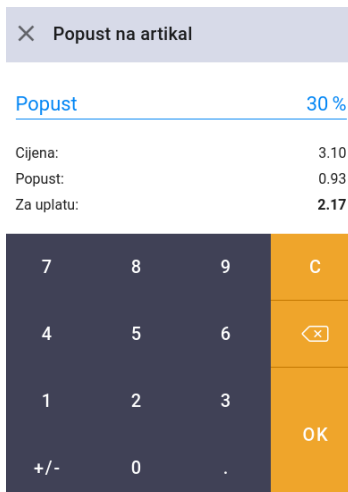 Popust na artikal
Popust 30 %
Cijena: 3.10
Popust: 0.93
Za uplatu: 2.17
7 8 9 C
4 5 6
1 2 3
OK
+/- 0 .